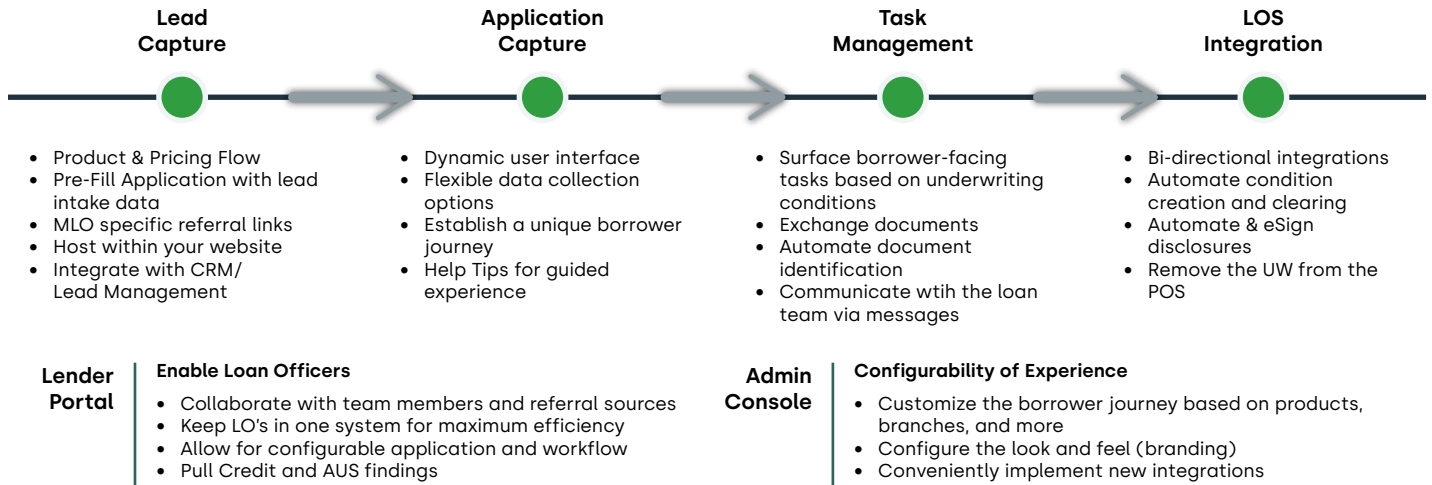 Lead
Capture
Application
Capture
Task
Management
LOS
Integration
• Product & Pricing Flow
• Pre-Fill Application with lead
intake data
• MLO specific referral links
• Host within your website
• Integrate with CRM/
Lead Management
• Dynamic user interface
• Flexible data collection
options
• Establish a unique borrower
journey
• Help Tips for guided
experience
• Surface borrower-facing
tasks based on underwriting
conditions
• Exchange documents
• Automate document
identification
• Communicate wtih the loan
team via messages
• Bi-directional integrations
• Automate condition
creation and clearing
• Automate & eSign
disclosures
• Remove the UW from the
POS
Lender
Portal
Enable Loan Officers
• Collaborate with team members and referral sources
• Keep LO's in one system for maximum efficiency
• Allow for configurable application and workflow
• Pull Credit and AUS findings
Admin
Console
Configurability of Experience
• Customize the borrower journey based on products,
branches, and more
• Configure the look and feel (branding)
• Conveniently implement new integrations